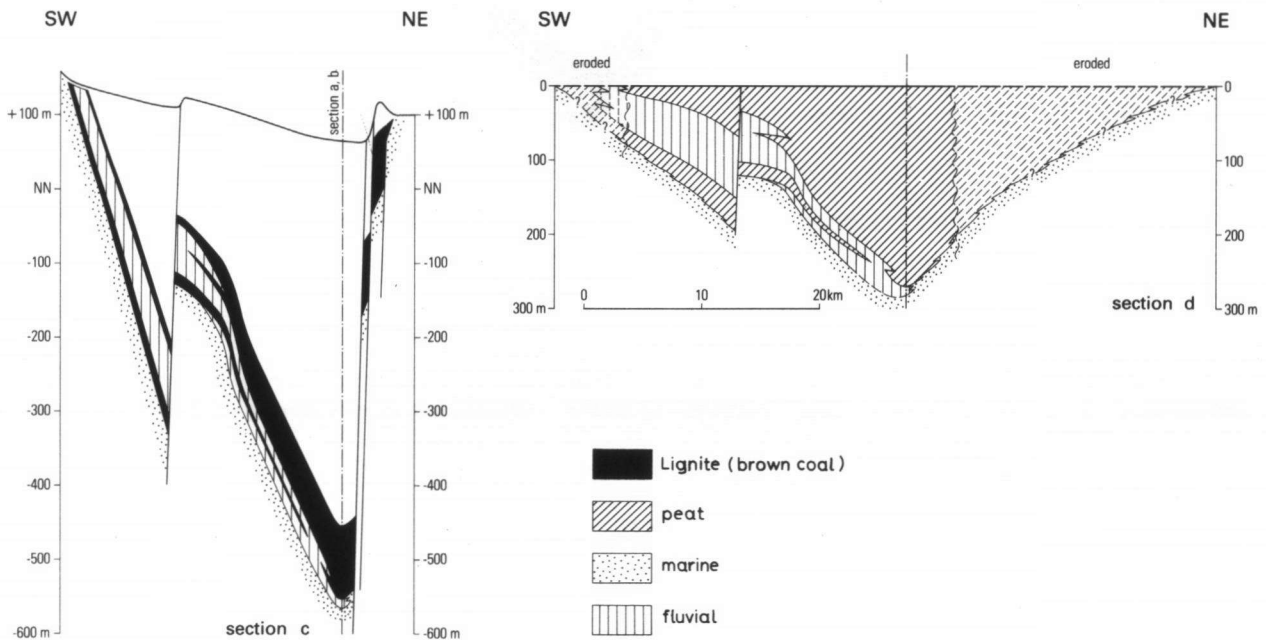 SW NE
section a, b
+ 100 m
NN
-100
-200
-300
-400
-500
-600 m
+ 100 m
NN
-100
-200
-300
-400
-500
-600 m
section c
SW NE
eroded eroded
0
100
200
300 m
0
100
200
300 m
0 10 20km
section d
Lignite (brown coal)
peat
marine
fluvial